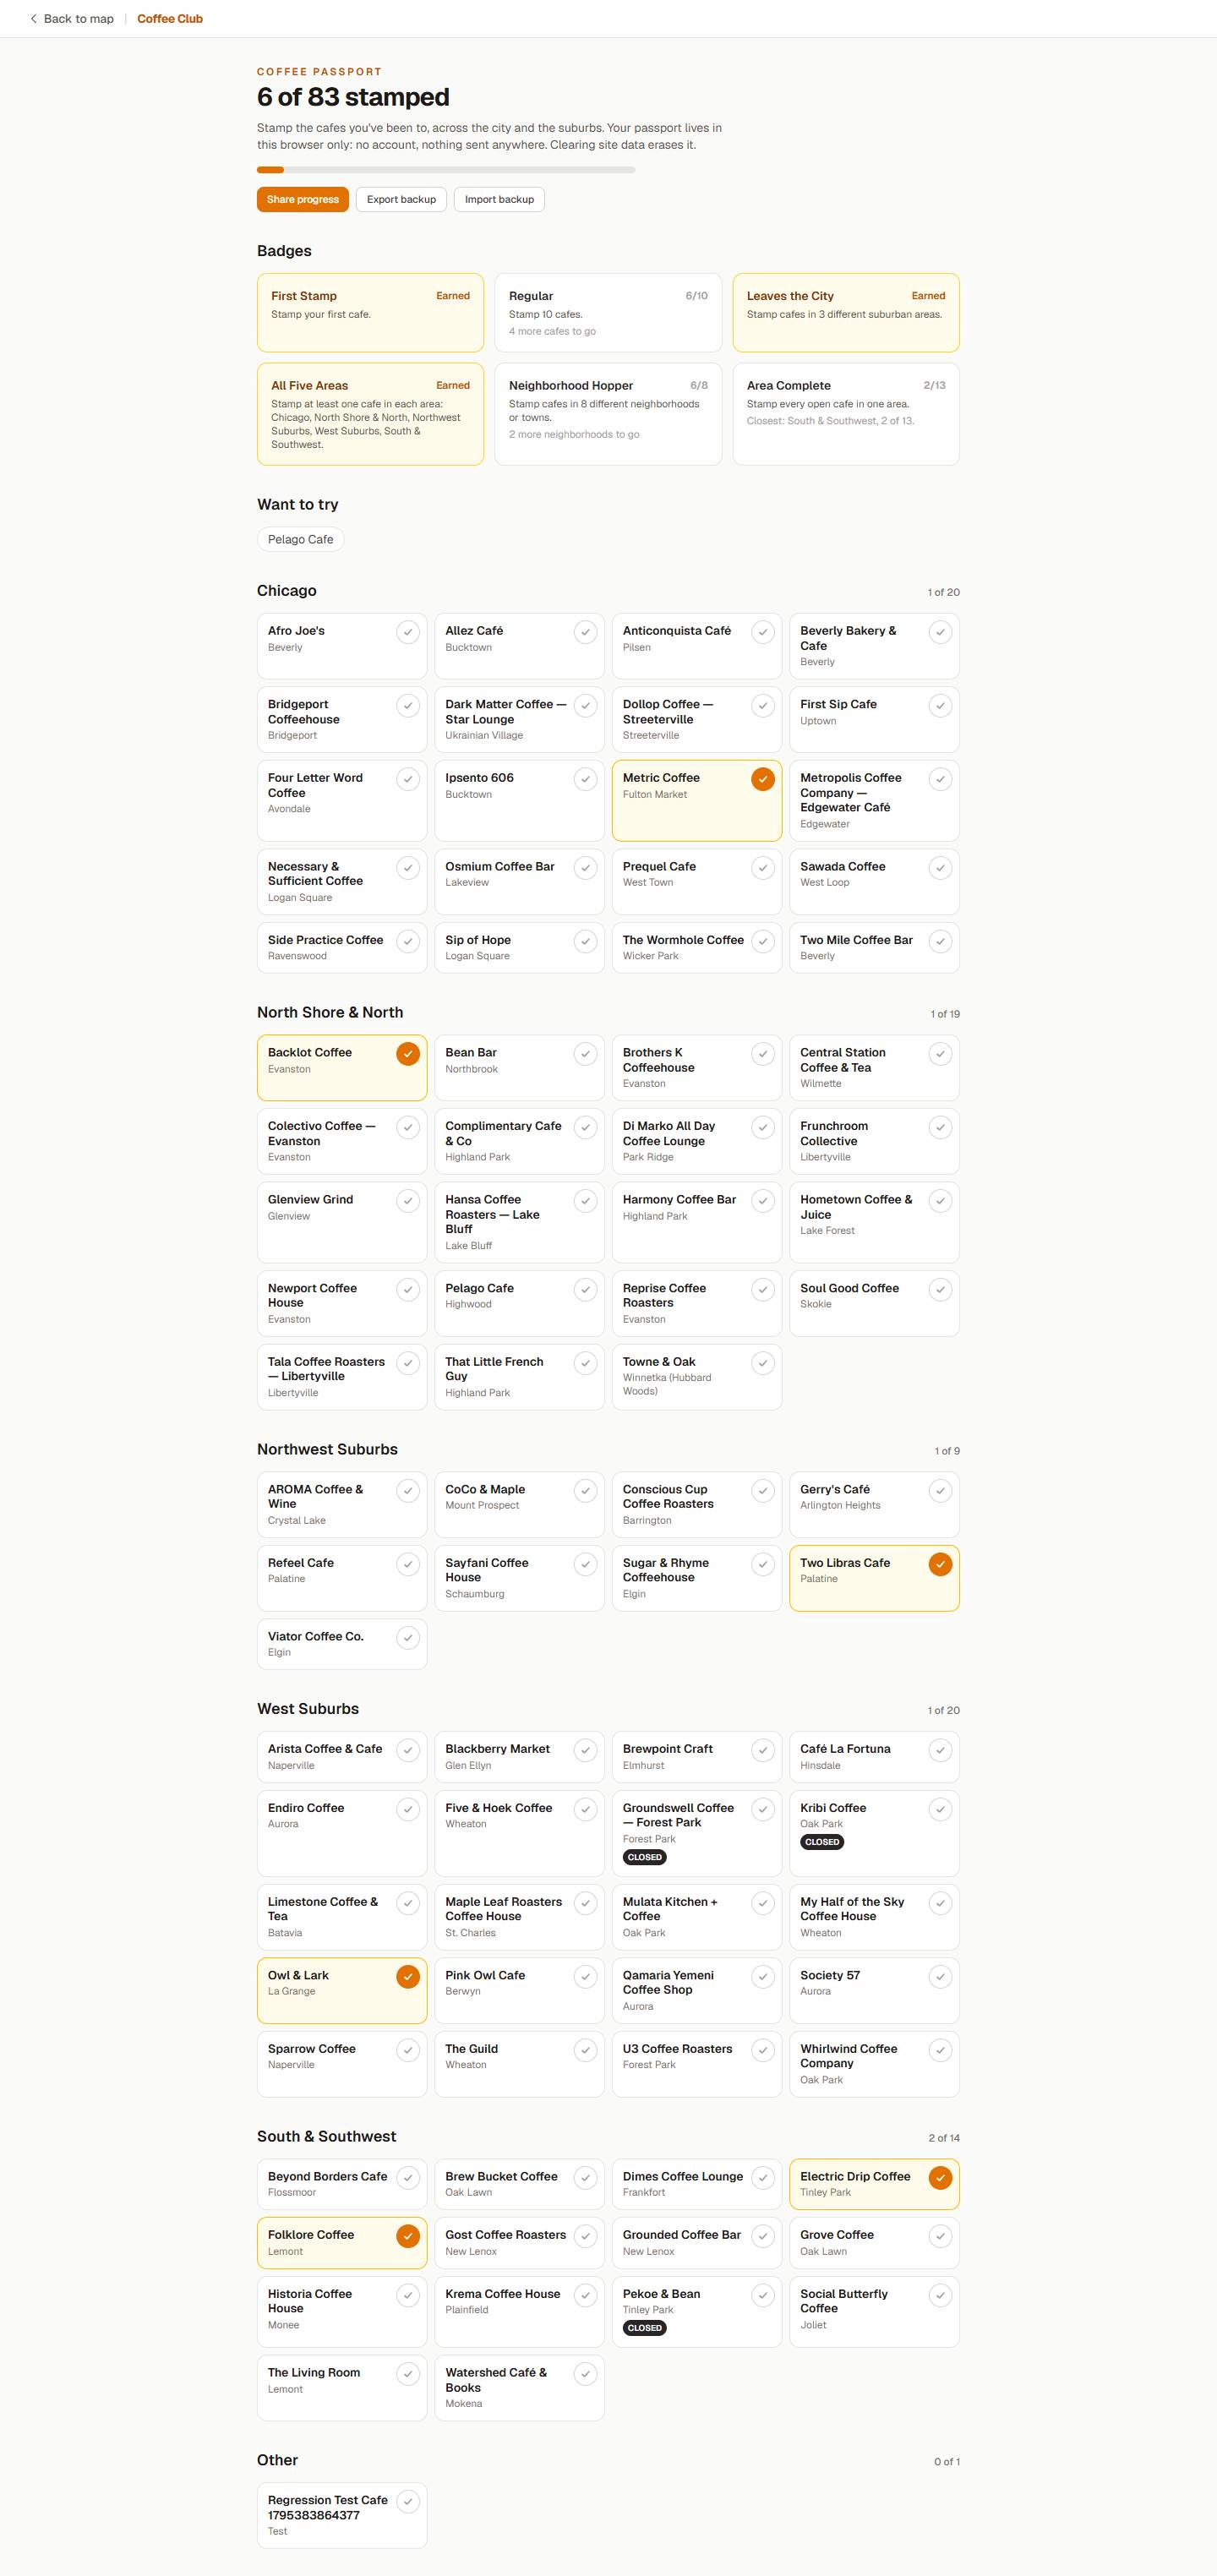 Back to map
Coffee Club
COFFEE PASSPORT
6 of 83 stamped
Stamp the cafes you've been to, across the city and the suburbs. Your passport lives in
this browser only: no account, nothing sent anywhere. Clearing site data erases it.
Share progress
Export backup
Import backup
Badges
First Stamp
Earned
Stamp your first cafe.
Regular
6/10
Stamp 10 cafes.
4 more cafes to go
Leaves the City
Earned
Stamp cafes in 3 different suburban areas.
All Five Areas
Earned
Stamp at least one cafe in each area:
Chicago, North Shore & North, Northwest
Suburbs, West Suburbs, South &
Southwest.
Neighborhood Hopper
6/8
Stamp cafes in 8 different neighborhoods
or towns.
2 more neighborhoods to go
Area Complete
2/13
Stamp every open cafe in one area.
Closest: South & Southwest, 2 of 13.
Want to try
Pelago Cafe
Chicago
1 of 20
Afro Joe's
Beverly
Allez Café
Bucktown
Anticonquista Café
Pilsen
Beverly Bakery &
Cafe
Beverly
Bridgeport
Coffeehouse
Bridgeport
Dark Matter Coffee —
Star Lounge
Ukrainian Village
Dollop Coffee —
Streeterville
Streeterville
First Sip Cafe
Uptown
Four Letter Word
Coffee
Avondale
Ipsento 606
Bucktown
Metric Coffee
Fulton Market
Metropolis Coffee
Company —
Edgewater Café
Edgewater
Necessary &
Sufficient Coffee
Logan Square
Osmium Coffee Bar
Lakeview
Prequel Cafe
West Town
Sawada Coffee
West Loop
Side Practice Coffee
Ravenswood
Sip of Hope
Logan Square
The Wormhole Coffee
Wicker Park
Two Mile Coffee Bar
Beverly
North Shore & North
1 of 19
Backlot Coffee
Evanston
Bean Bar
Northbrook
Brothers K
Coffeehouse
Evanston
Central Station
Coffee & Tea
Wilmette
Colectivo Coffee —
Evanston
Evanston
Complimentary Cafe
& Co
Highland Park
Di Marko All Day
Coffee Lounge
Park Ridge
Frunchroom
Collective
Libertyville
Glenview Grind
Glenview
Hansa Coffee
Roasters — Lake
Bluff
Lake Bluff
Harmony Coffee Bar
Highland Park
Hometown Coffee &
Juice
Lake Forest
Newport Coffee
House
Evanston
Pelago Cafe
Highwood
Reprise Coffee
Roasters
Evanston
Soul Good Coffee
Skokie
Tala Coffee Roasters
— Libertyville
Libertyville
That Little French
Guy
Highland Park
Towne & Oak
Winnetka (Hubbard
Woods)
Northwest Suburbs
1 of 9
AROMA Coffee &
Wine
Crystal Lake
CoCo & Maple
Mount Prospect
Conscious Cup
Coffee Roasters
Barrington
Gerry's Café
Arlington Heights
Refeel Cafe
Palatine
Sayfani Coffee
House
Schaumburg
Sugar & Rhyme
Coffeehouse
Elgin
Two Libras Cafe
Palatine
Viator Coffee Co.
Elgin
West Suburbs
1 of 20
Arista Coffee & Cafe
Naperville
Blackberry Market
Glen Ellyn
Brewpoint Craft
Elmhurst
Café La Fortuna
Hinsdale
Endiro Coffee
Aurora
Five & Hoek Coffee
Wheaton
Groundswell Coffee
— Forest Park
Forest Park
CLOSED
Kribi Coffee
Oak Park
CLOSED
Limestone Coffee &
Tea
Batavia
Maple Leaf Roasters
Coffee House
St. Charles
Mulata Kitchen +
Coffee
Oak Park
My Half of the Sky
Coffee House
Wheaton
Owl & Lark
La Grange
Pink Owl Cafe
Berwyn
Qamaria Yemeni
Coffee Shop
Aurora
Society 57
Aurora
Sparrow Coffee
Naperville
The Guild
Wheaton
U3 Coffee Roasters
Forest Park
Whirlwind Coffee
Company
Oak Park
South & Southwest
2 of 14
Beyond Borders Cafe
Flossmoor
Brew Bucket Coffee
Oak Lawn
Dimes Coffee Lounge
Frankfort
Electric Drip Coffee
Tinley Park
Folklore Coffee
Lemont
Gost Coffee Roasters
New Lenox
Grounded Coffee Bar
New Lenox
Grove Coffee
Oak Lawn
Historia Coffee
House
Monee
Krema Coffee House
Plainfield
Pekoe & Bean
Tinley Park
CLOSED
Social Butterfly
Coffee
Joliet
The Living Room
Lemont
Watershed Café &
Books
Mokena
Other
0 of 1
Regression Test Cafe
1795383864377
Test